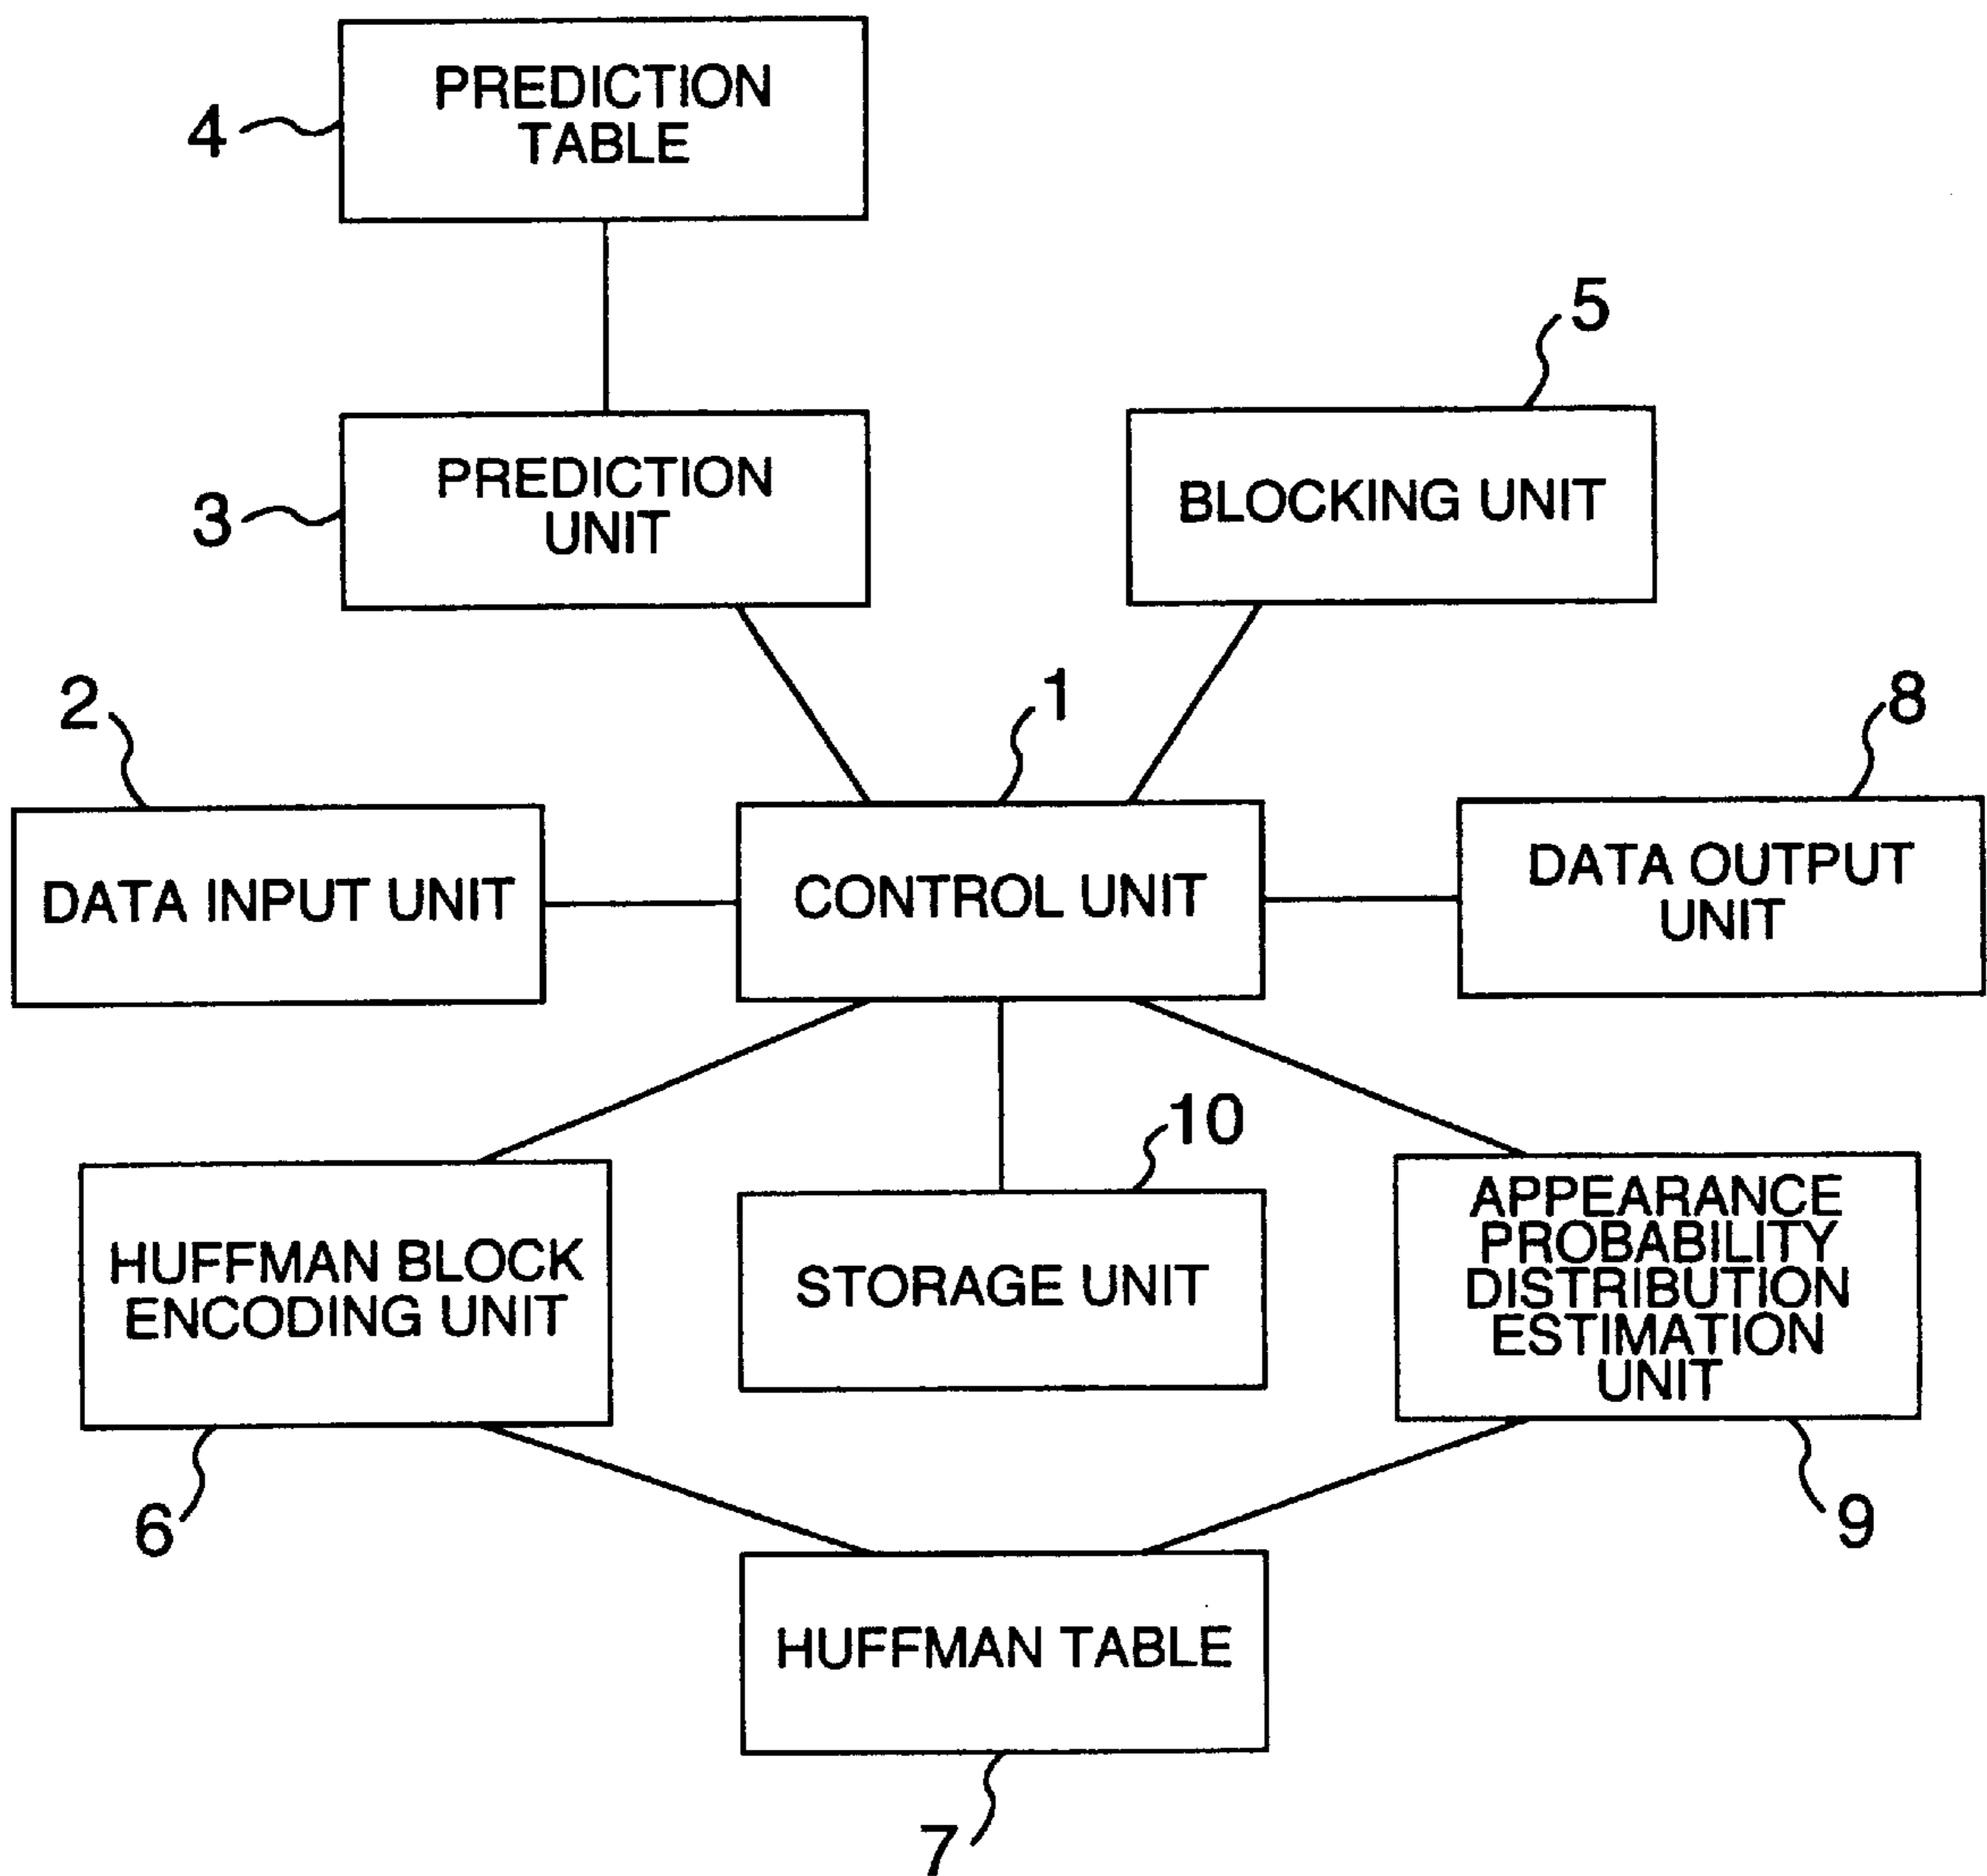 PREDICTION
TABLE
4
5
PREDICTION
UNIT
3
BLOCKING UNIT
2
1
8
DATA INPUT UNIT
CONTROL UNIT
DATA OUTPUT
UNIT
10
HUFFMAN BLOCK
ENCODING UNIT
STORAGE UNIT
APPEARANCE
PROBABILITY
DISTRIBUTION
ESTIMATION
UNIT
6
9
HUFFMAN TABLE
7